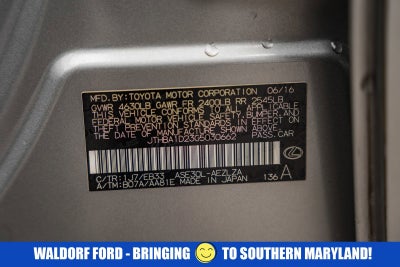 MFD. BY: TOYOTA MOTOR CORPORATION 06/16
GVWR 4630LB GAWR FR 2400LB RR 2545LB
THIS VEHICLE CONFORMS TO ALL APPLICABLE
FEDERAL MOTOR VEHICLE SAFETY, BUMPER, AND
THEFT PREVENTION STANDARDS IN EFFECT ON
THE DATE OF MANUFACTURE SHOWN ABOVE.
JTHBA1D23G5030662 PASS.CAR
C/TR: 1J7/EB33 ASE30L-AEZLZA
A/TM: B07A/AA81E MADE IN JAPAN 136 A
WALDORF FORD - BRINGING TO SOUTHERN MARYLAND!